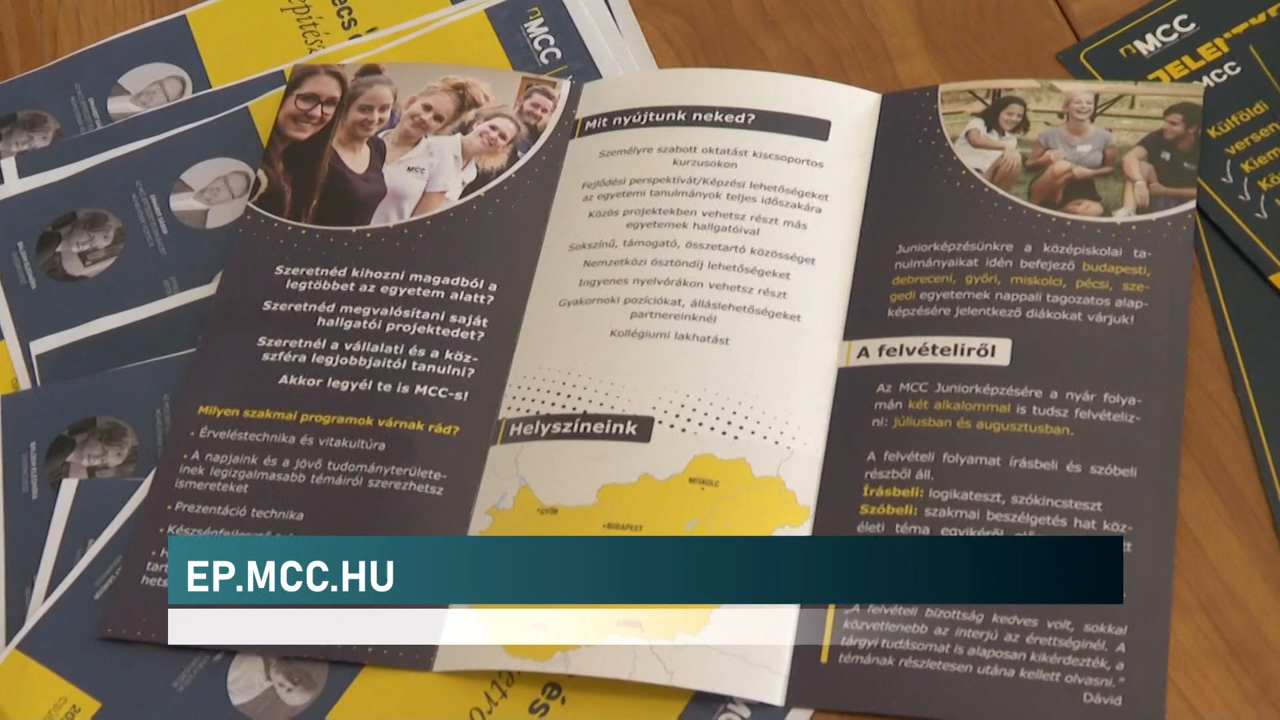 MCC
MCC
JELENTKE
MCC
Külföldi
MCC
Szeretnéd kihozni magadból a
legtöbbet az egyetem alatt?
Szeretnéd megvalósítani saját
hallgatói projektedet?
Szeretnél a vállalati és a köz-
szféra legjobbjaitól tanulni?
Akkor legyél te is MCC-s!
Milyen szakmai programok várnak rád?
• Érveléstechnika és vitakultúra
• A napjaink és a jövő tudományterülete-
inek legizgalmasabb témáiról szerezhetsz
ismereteket
• Prezentáció technika
Mit nyújtunk neked?
Személyre szabott oktatást kiscsoportos
kurzusokon
Fejlődési perspektívát/Képzési lehetőségeket
az egyetemi tanulmányok teljes időszakára
Közös projektekben vehetsz részt más
egyetemek hallgatóival
Sokszínű, támogató, összetartó közösséget
Nemzetközi ösztöndíj lehetőségeket
Ingyenes nyelvórákon vehetsz részt
Gyakornoki pozíciókat, álláslehetőségeket
partnereinknél
Kollégiumi lakhatást
Helyszíneink
MISKOLC
GYŐR
BUDAPEST
Juniorképzésünkre a középiskolai ta-
nulmányaikat idén befejező budapesti,
debreceni, győri, miskolci, pécsi, sze-
gedi egyetemek nappali tagozatos alap-
képzésére jelentkező diákokat várjuk!
A felvételiről
Az MCC Juniorképzésére a nyár folya-
mán két alkalommal is tudsz felvételiz-
ni: júliusban és augusztusban.
A felvételi folyamat írásbeli és szóbeli
részből áll.
Írásbeli: logikateszt, szókincsteszt
Szóbeli: szakmai beszélgetés hat köz-
életi téma egyikéről
„A felvételi bizottság kedves volt, sokkal
közvetlenebb az interjú az érettséginél. A
tárgyi tudásomat is alaposan kikérdezték, a
témának részletesen utána kellett olvasni."
Dávid
EP.MCC.HU
és